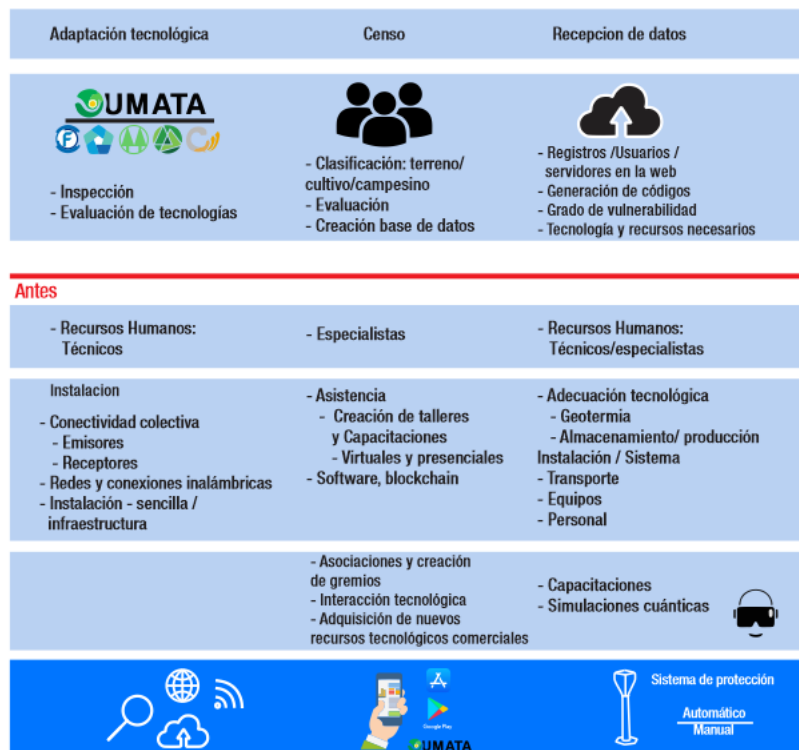 Adaptación tecnológica
Censo
Recepcion de datos
UMATA
F
- Inspección
- Evaluación de tecnologías
- Clasificación: terreno/
cultivo/campesino
- Evaluación
- Creación base de datos
- Registros /Usuarios /
servidores en la web
- Generación de códigos
- Grado de vulnerabilidad
- Tecnología y recursos necesarios
Antes
- Recursos Humanos:
Técnicos
- Especialistas
- Recursos Humanos:
Técnicos/especialistas
Instalacion
- Conectividad colectiva
- Emisores
- Receptores
- Redes y conexiones inalámbricas
- Instalación - sencilla /
infraestructura
- Asistencia
- Creación de talleres
y Capacitaciones
- Virtuales y presenciales
- Software, blockchain
- Adecuación tecnológica
- Geotermia
- Almacenamiento/ producción
Instalación / Sistema
- Transporte
- Equipos
- Personal
- Asociaciones y creación
de gremios
- Interacción tecnológica
- Adquisición de nuevos
recursos tecnológicos comerciales
- Capacitaciones
- Simulaciones cuánticas
Google Play
UMATA
Sistema de protección
Automático
Manual